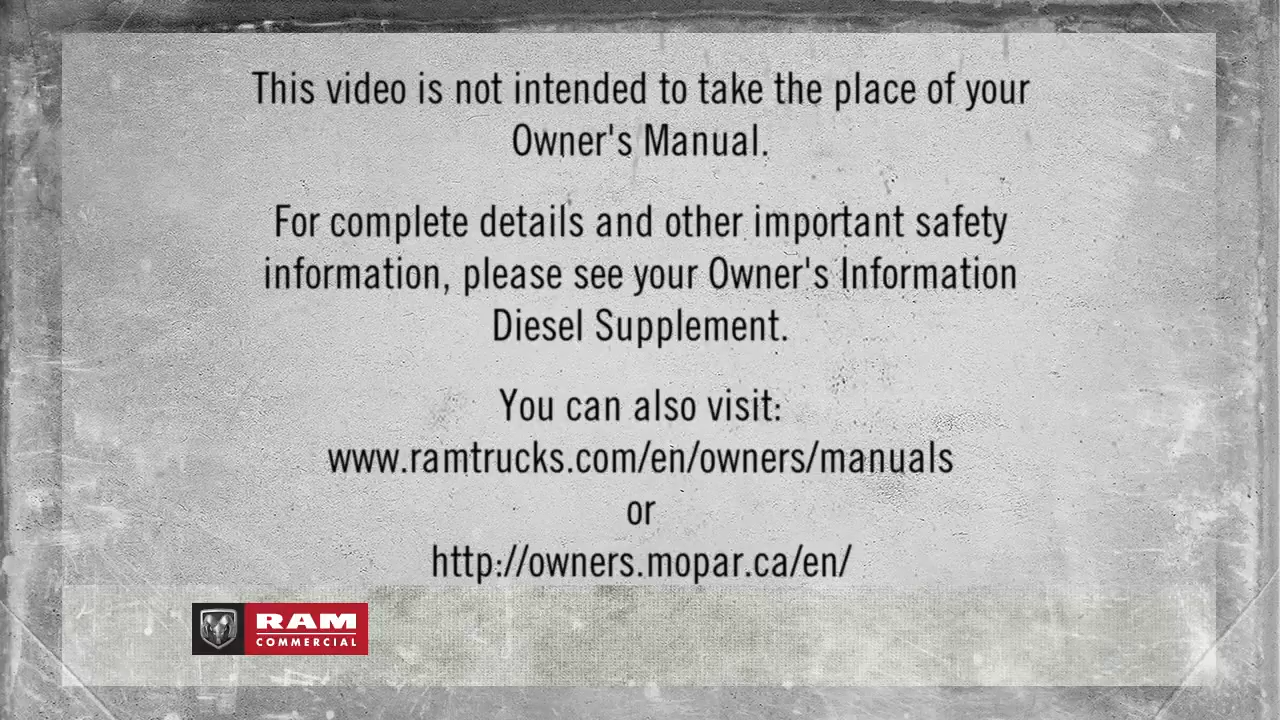 This video is not intended to take the place of your
Owner's Manual.
For complete details and other important safety
information, please see your Owner's Information
Diesel Supplement.
You can also visit:
www.ramtrucks.com/en/owners/manuals
or
http://owners.mopar.ca/en/
RAM
COMMERCIAL